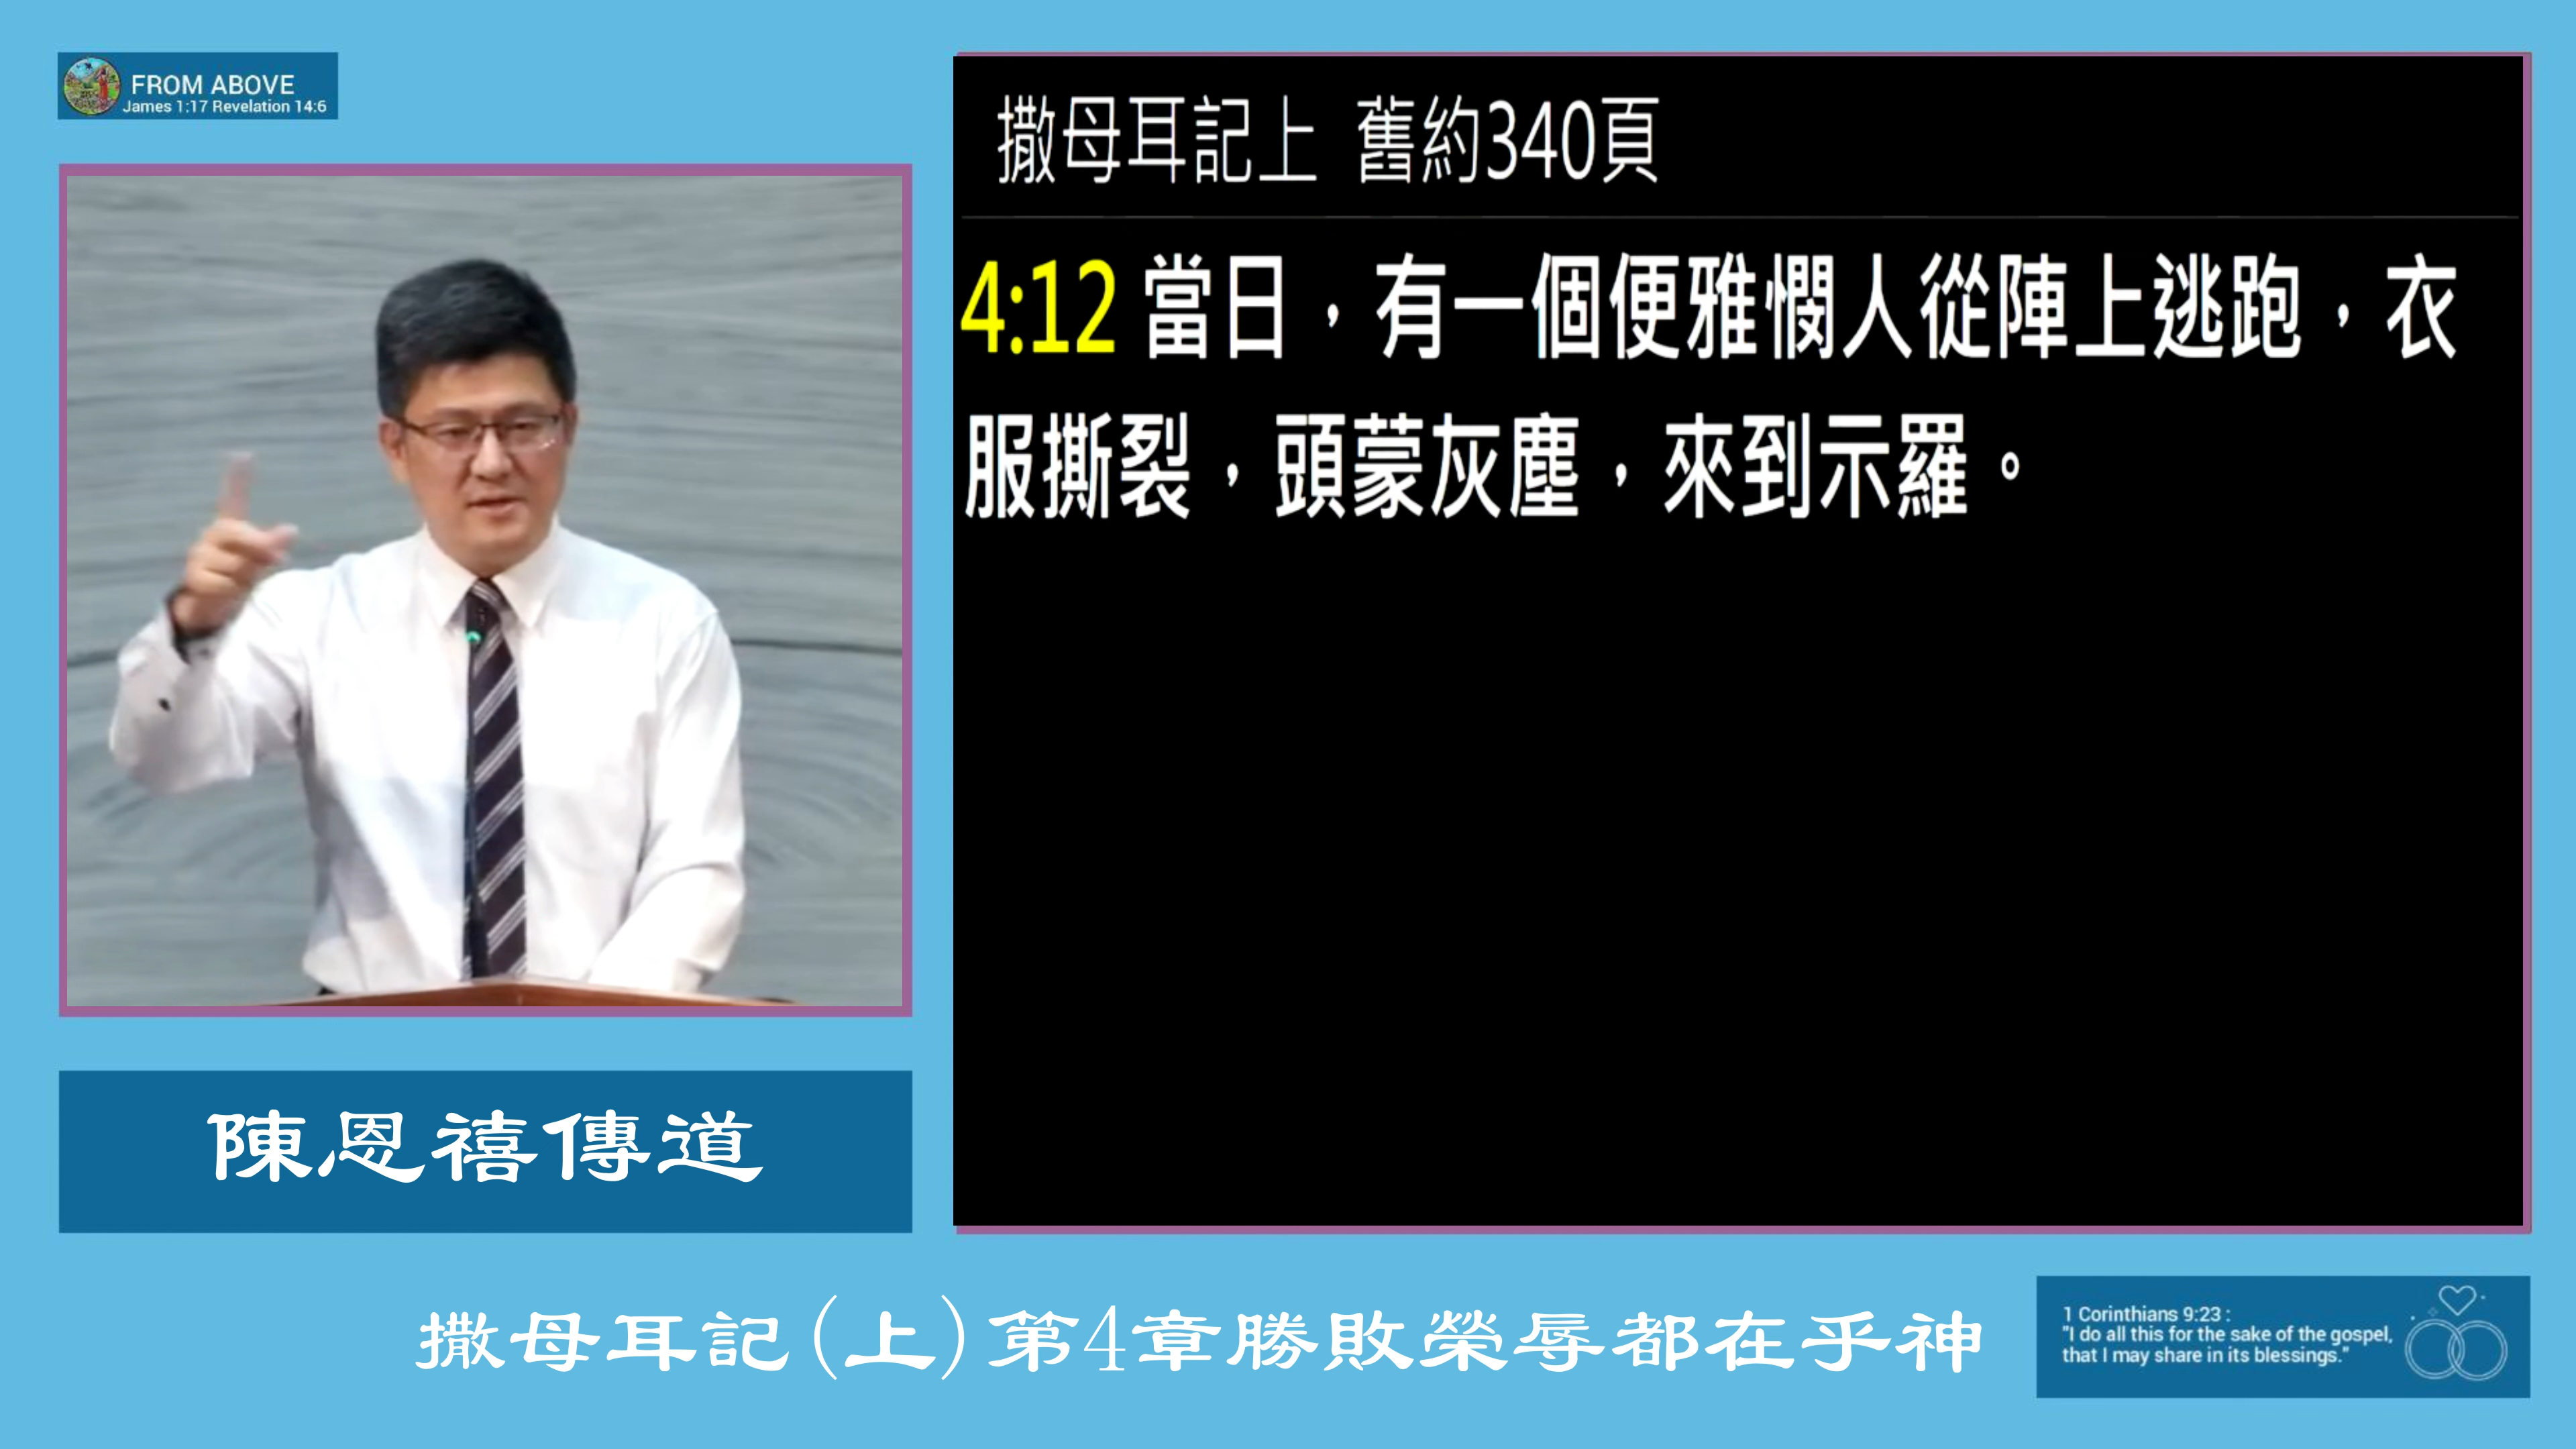 FROM ABOVE
James 1:17 Revelation 14:6
撒母耳記上 舊約340頁
4:12 當日，有一個便雅憫人從陣上逃跑，衣
服撕裂，頭蒙灰塵，來到示羅。
陳恩禧傳道
撒母耳記(上)第4章勝敗榮辱都在乎神
1 Corinthians 9:23 :
"I do all this for the sake of the gospel,
that I may share in its blessings."